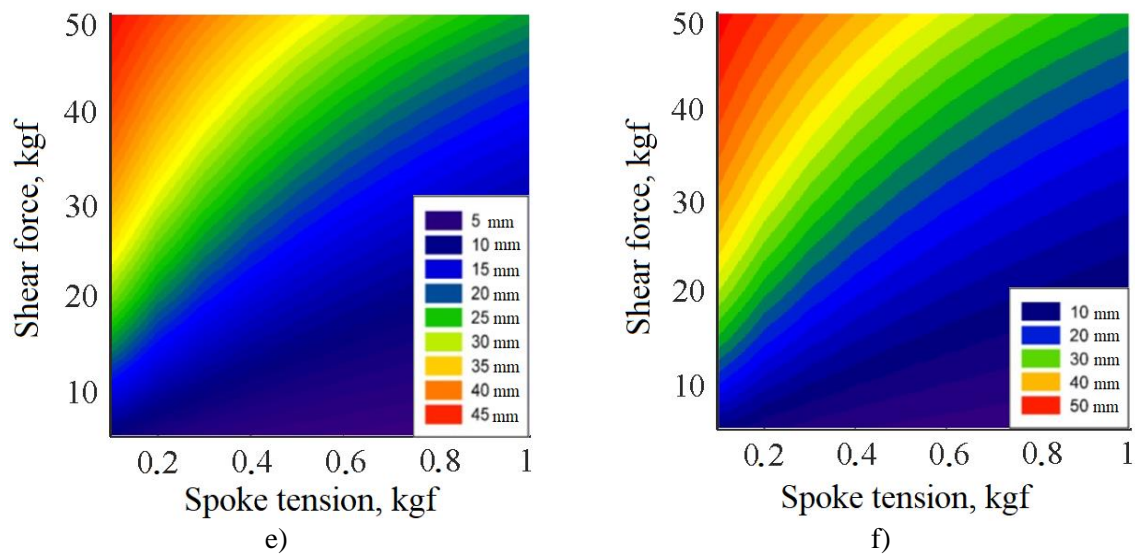 50
40
30
20
10
Shear force, kgf
5 mm
10 mm
15 mm
20 mm
25 mm
30 mm
35 mm
40 mm
45 mm
0.2 0.4 0.6 0.8 1
Spoke tension, kgf
e)
50
40
30
20
10
Shear force, kgf
10 mm
20 mm
30 mm
40 mm
50 mm
0.2 0.4 0.6 0.8 1
Spoke tension, kgf
f)